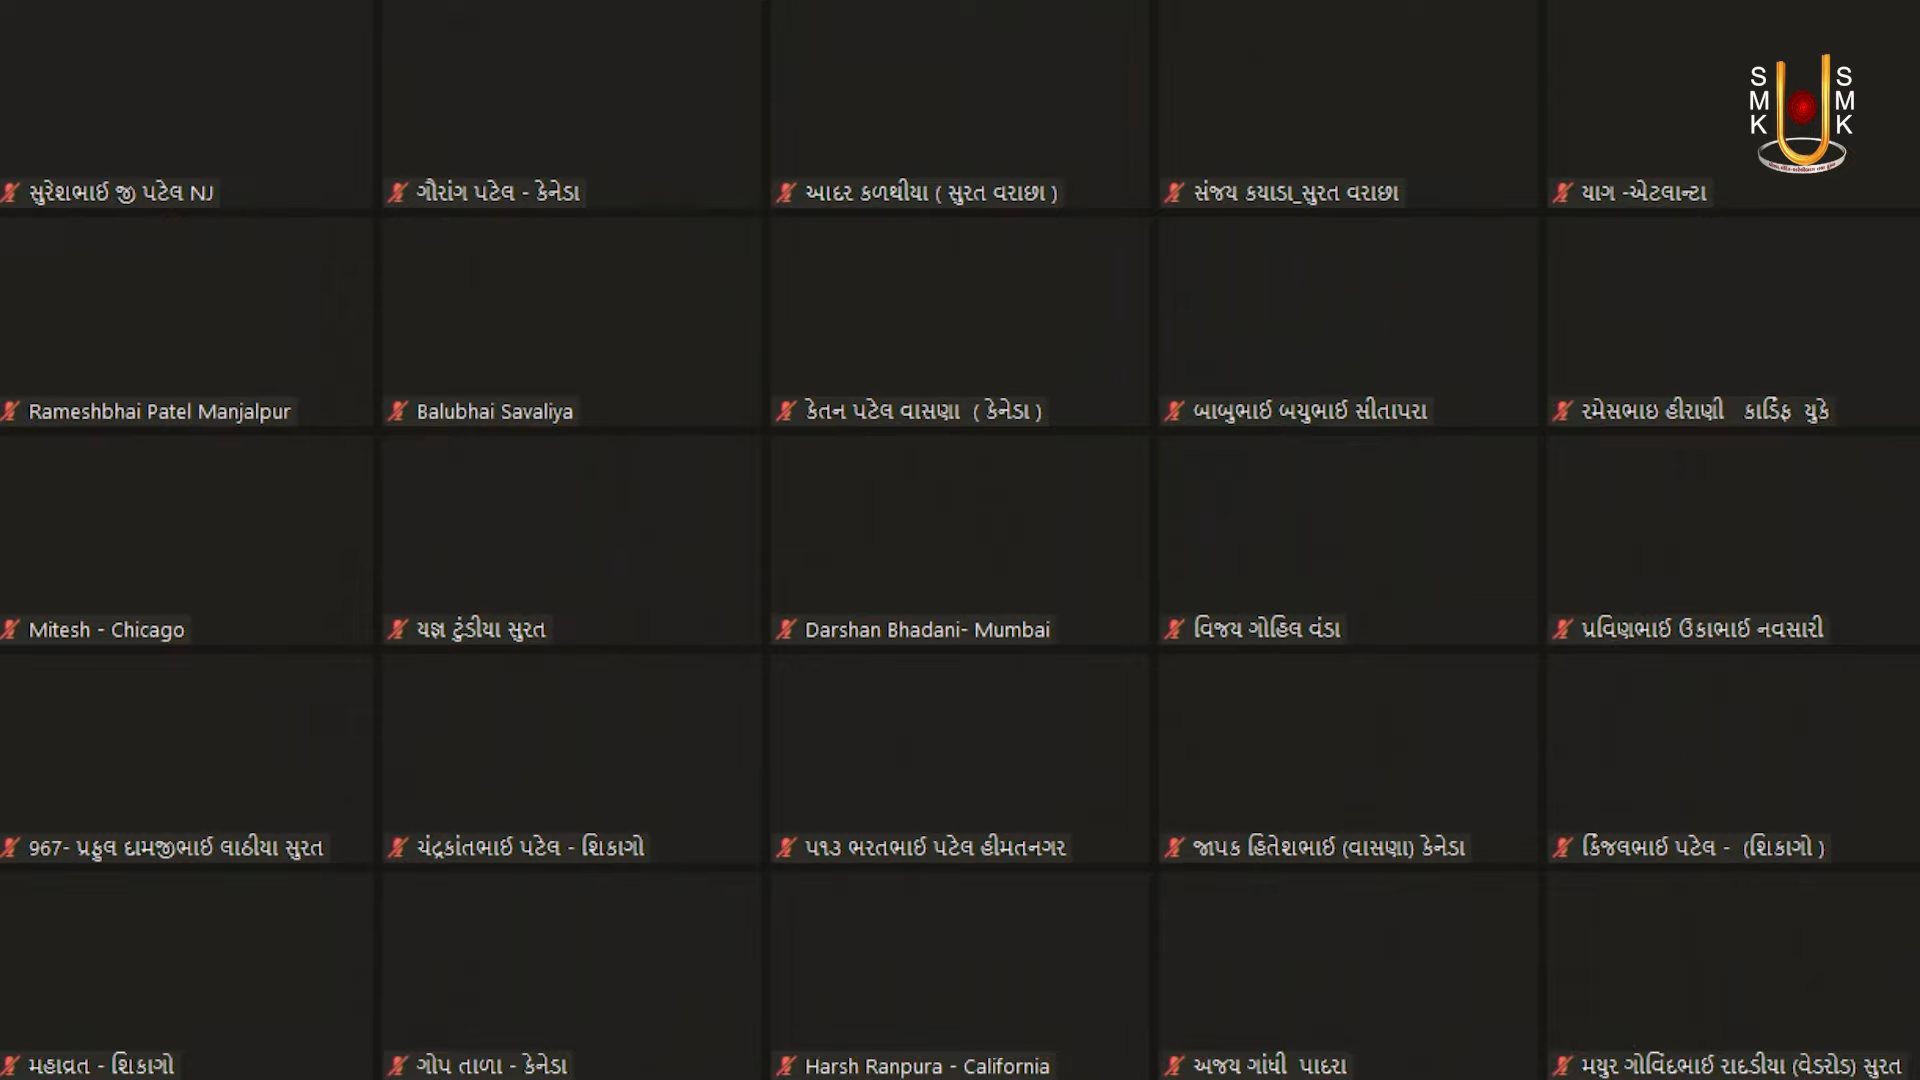 S
M
K
S
M
K
સુરેશભાઈ જી પટેલ NJ
ગૌરાંગ પટેલ - કેનેડા
આદર કળથીયા ( સુરત વરાછા )
સંજય કયાડા_સુરત વરાછા
યાગ -એટલાન્ટા
Rameshbhai Patel Manjalpur
Balubhai Savaliya
કેતન પટેલ વાસણા ( કેનેડા )
બાબુભાઈ બચુભાઈ સીતાપરા
રમેસભાઇ હીરાણી કાર્ડિફ યુકે
Mitesh - Chicago
યજ્ઞ ટુંડીયા સુરત
Darshan Bhadani- Mumbai
વિજય ગોહિલ વંડા
પ્રવિણભાઈ ઉકાભાઈ નવસારી
967- પ્રફુલ દામજીભાઈ લાઠીયા સુરત
ચંદ્રકાંતભાઈ પટેલ - શિકાગો
૫૧૩ ભરતભાઈ પટેલ હીમતનગર
જાપક હિતેશભાઈ (વાસણા) કેનેડા
કિંજલભાઈ પટેલ - (શિકાગો )
મહાવ્રત - શિકાગો
ગોપ તાળા - કેનેડા
Harsh Ranpura - California
અજય ગાંધી પાદરા
મયુર ગોવિંદભાઈ રાદડીયા (વેડરોડ) સુરત